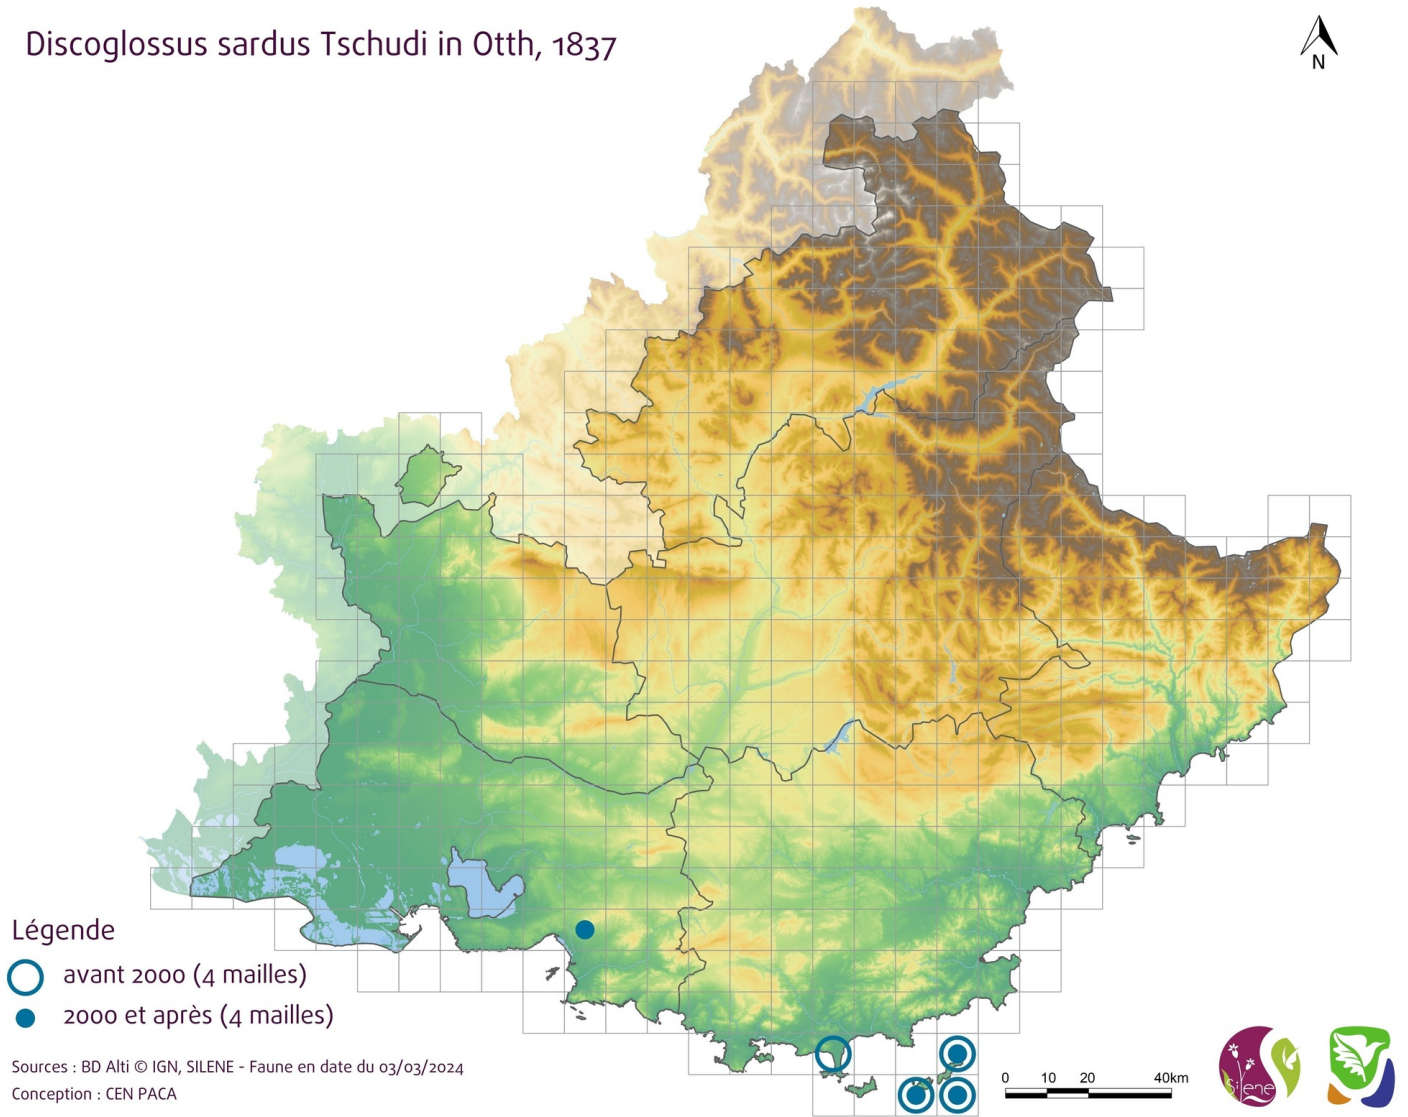 Discoglossus sardus Tschudi in Otth, 1837
N
Légende
avant 2000 (4 mailles)
2000 et après (4 mailles)
Sources : BD Alti © IGN, SILENE - Faune en date du 03/03/2024
Conception : CEN PACA
0 10 20 40km
Silene